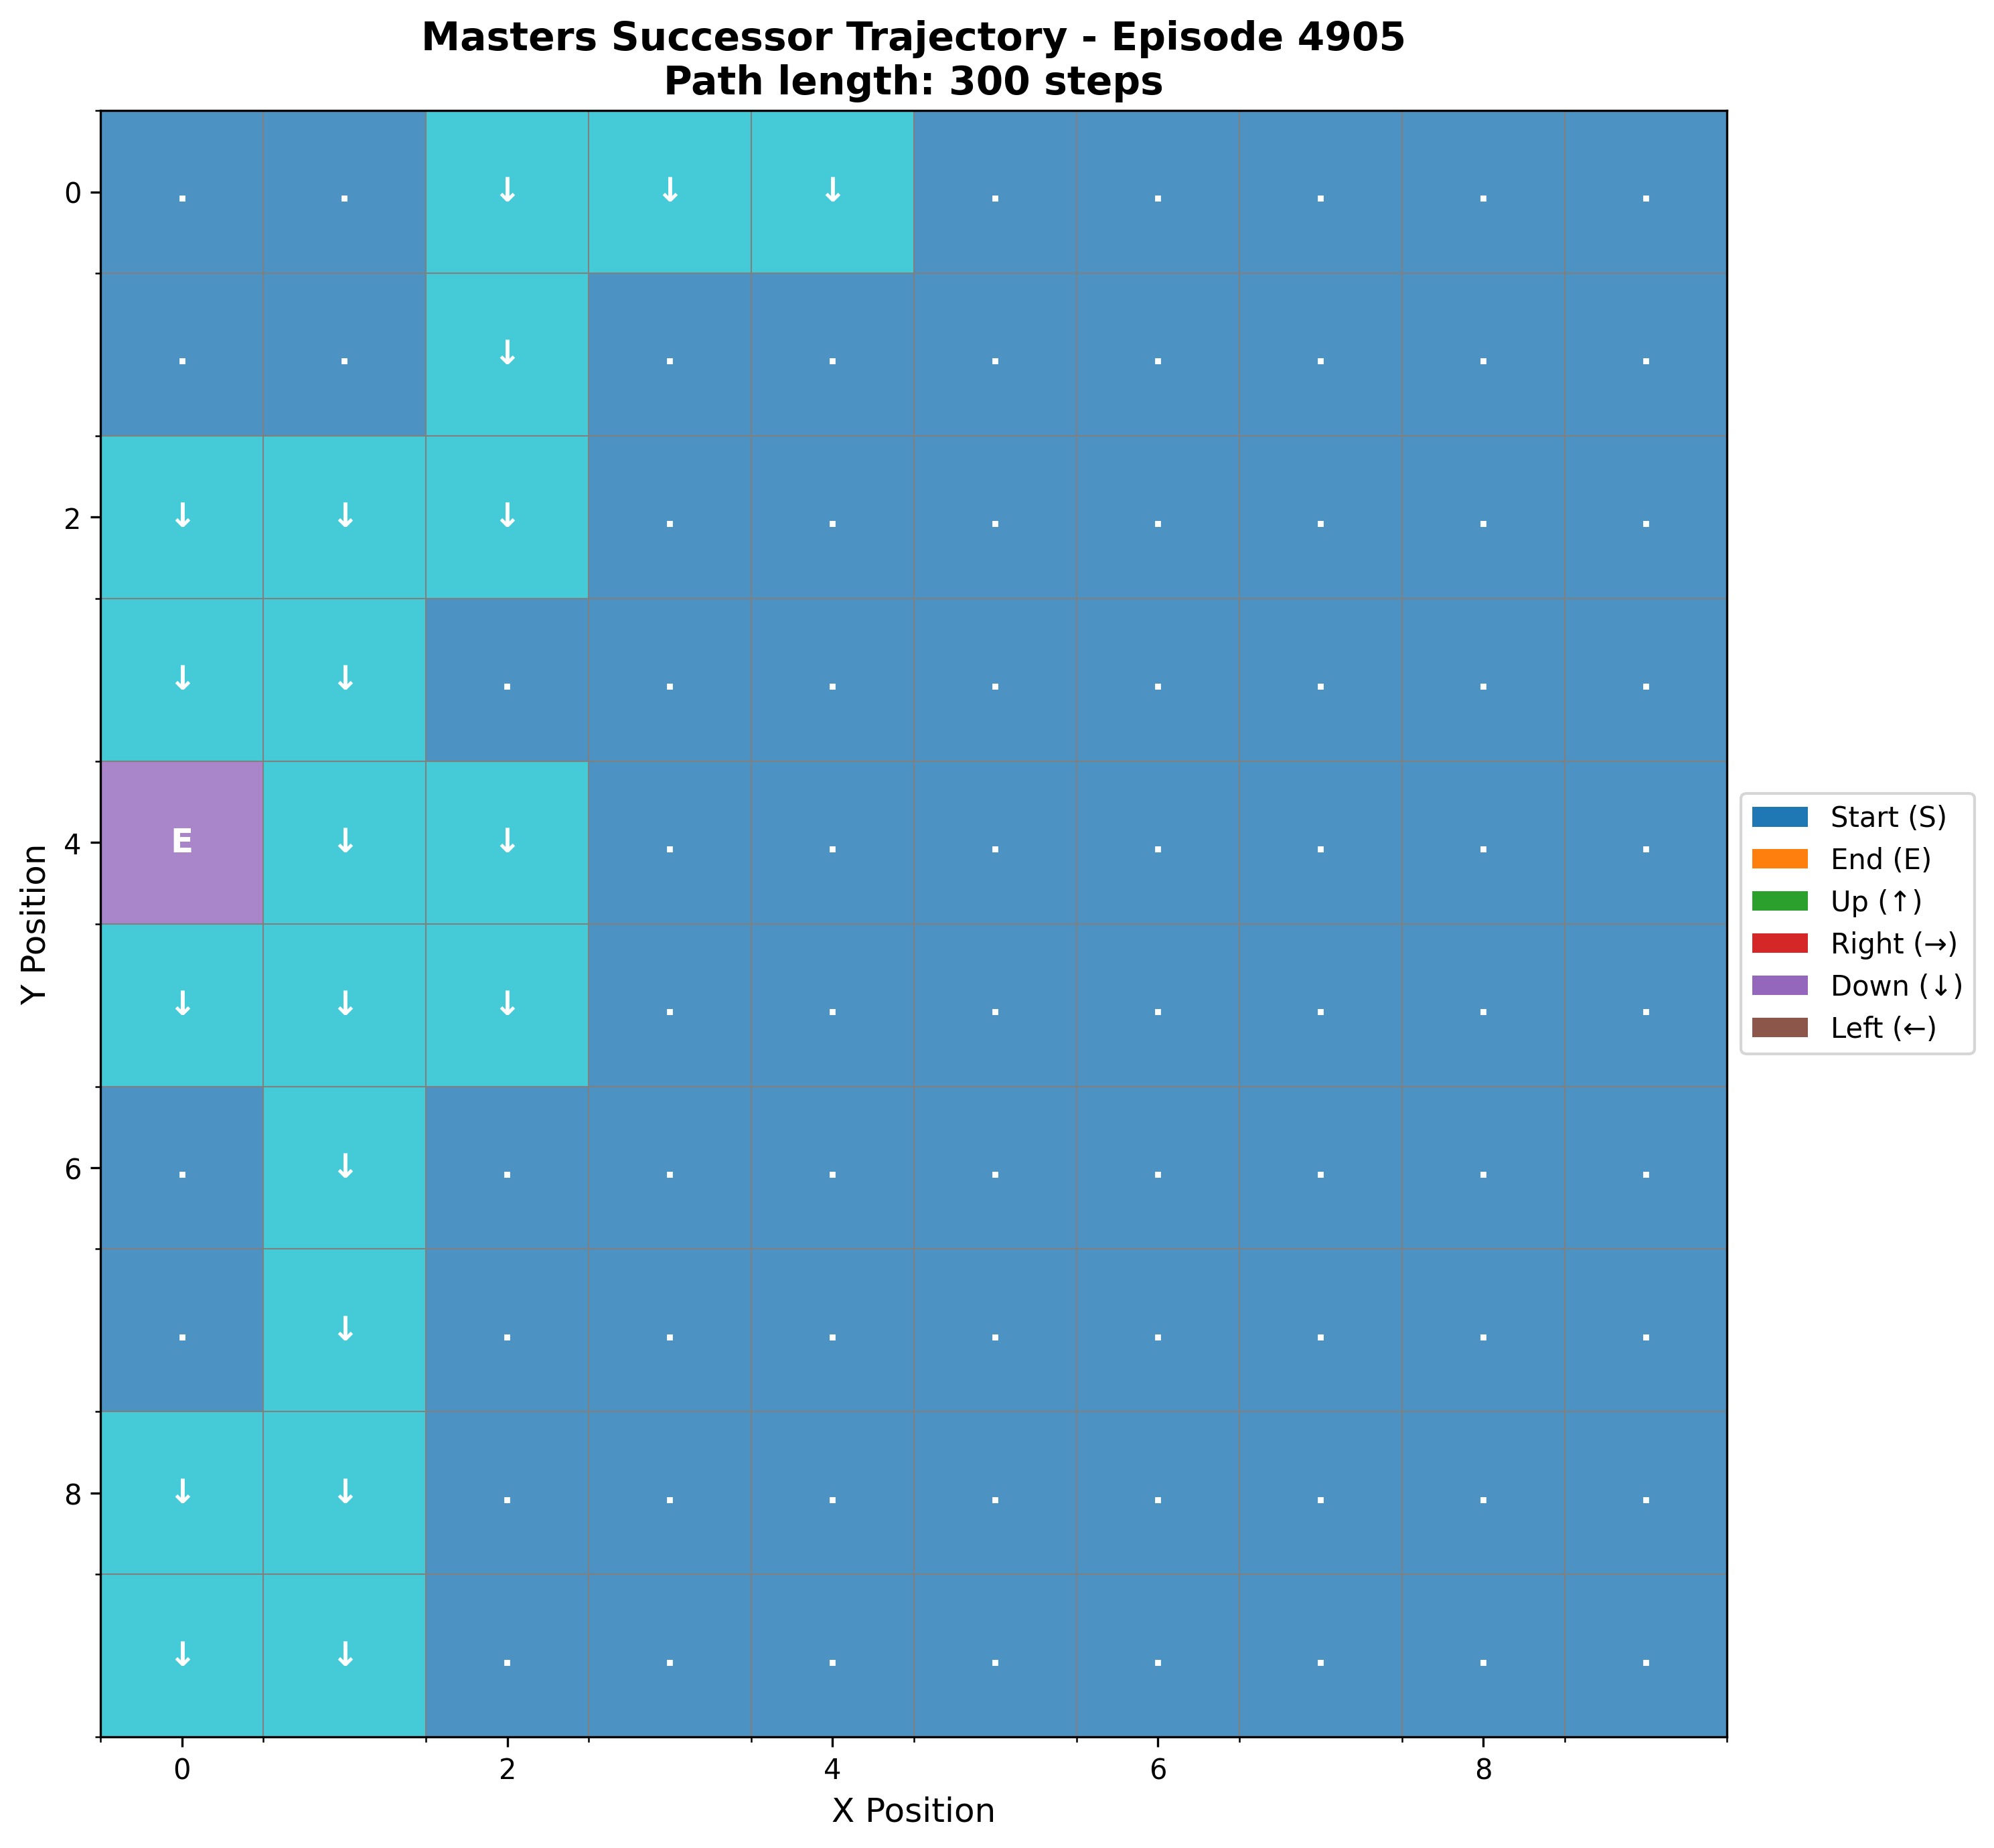 Masters Successor Trajectory - Episode 4905
Path length: 300 steps
0 . . ↓ ↓ ↓ . . . . .
. . ↓ . . . . . . .
2 ↓ ↓ ↓ . . . . . . .
↓ ↓ . . . . . . . .
4 E ↓ ↓ . . . . . . .
↓ ↓ ↓ . . . . . . .
6 . ↓ . . . . . . . .
. ↓ . . . . . . . .
8 ↓ ↓ . . . . . . . .
↓ ↓ . . . . . . . .
0 2 4 6 8
X Position
Y Position
Start (S)
End (E)
Up (↑)
Right (→)
Down (↓)
Left (←)